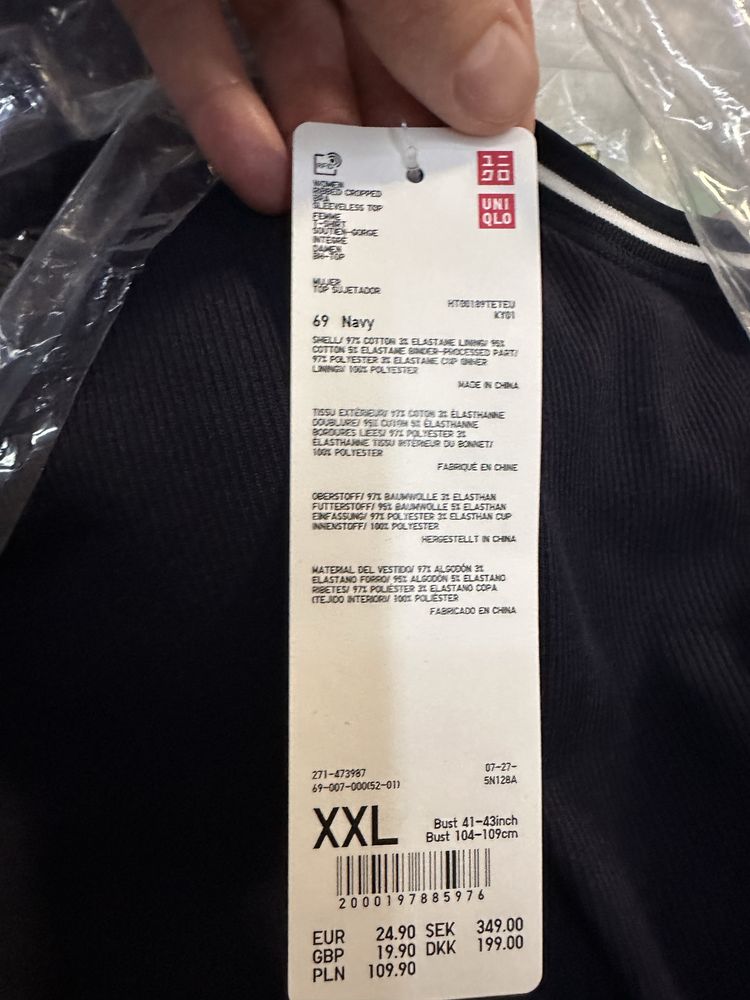 RFID
ユニ
クロ
UNI
QLO
WOMEN
RIBBED CROPPED
BRA
SLEEVELESS TOP
FEMME
T-SHIRT
SOUTIEN-GORGE
INTÉGRÉ
DAMEN
BH-TOP
MUJER
TOP SUJETADOR
HT00189TETEU
KY01
69 Navy
SHELL/ 97% COTTON 3% ELASTANE LINING/ 95%
COTTON 5% ELASTANE BINDER-PROCESSED PART/
97% POLYESTER 3% ELASTANE CUP (INNER
LINING)/ 100% POLYESTER
MADE IN CHINA
TISSU EXTÉRIEUR/ 97% COTON 3% ÉLASTHANNE
DOUBLURE/ 95% COTON 5% ÉLASTHANNE
BORDURES LIÉES/ 97% POLYESTER 3%
ÉLASTHANNE TISSU INTÉRIEUR DU BONNET/
100% POLYESTER
FABRIQUÉ EN CHINE
OBERSTOFF/ 97% BAUMWOLLE 3% ELASTHAN
FUTTERSTOFF/ 95% BAUMWOLLE 5% ELASTHAN
EINFASSUNG/ 97% POLYESTER 3% ELASTHAN CUP
INNENSTOFF/ 100% POLYESTER
HERGESTELLT IN CHINA
MATERIAL DEL VESTIDO/ 97% ALGODÓN 3%
ELASTANO FORRO/ 95% ALGODÓN 5% ELASTANO
RIBETES/ 97% POLIÉSTER 3% ELASTANO COPA
(TEJIDO INTERIOR)/ 100% POLIÉSTER
FABRICADO EN CHINA
271-473987 07-27-
69-007-000(52-01) 5N128A
XXL
Bust 41-43inch
Bust 104-109cm
2000197885976
EUR 24.90 SEK 349.00
GBP 19.90 DKK 199.00
PLN 109.90